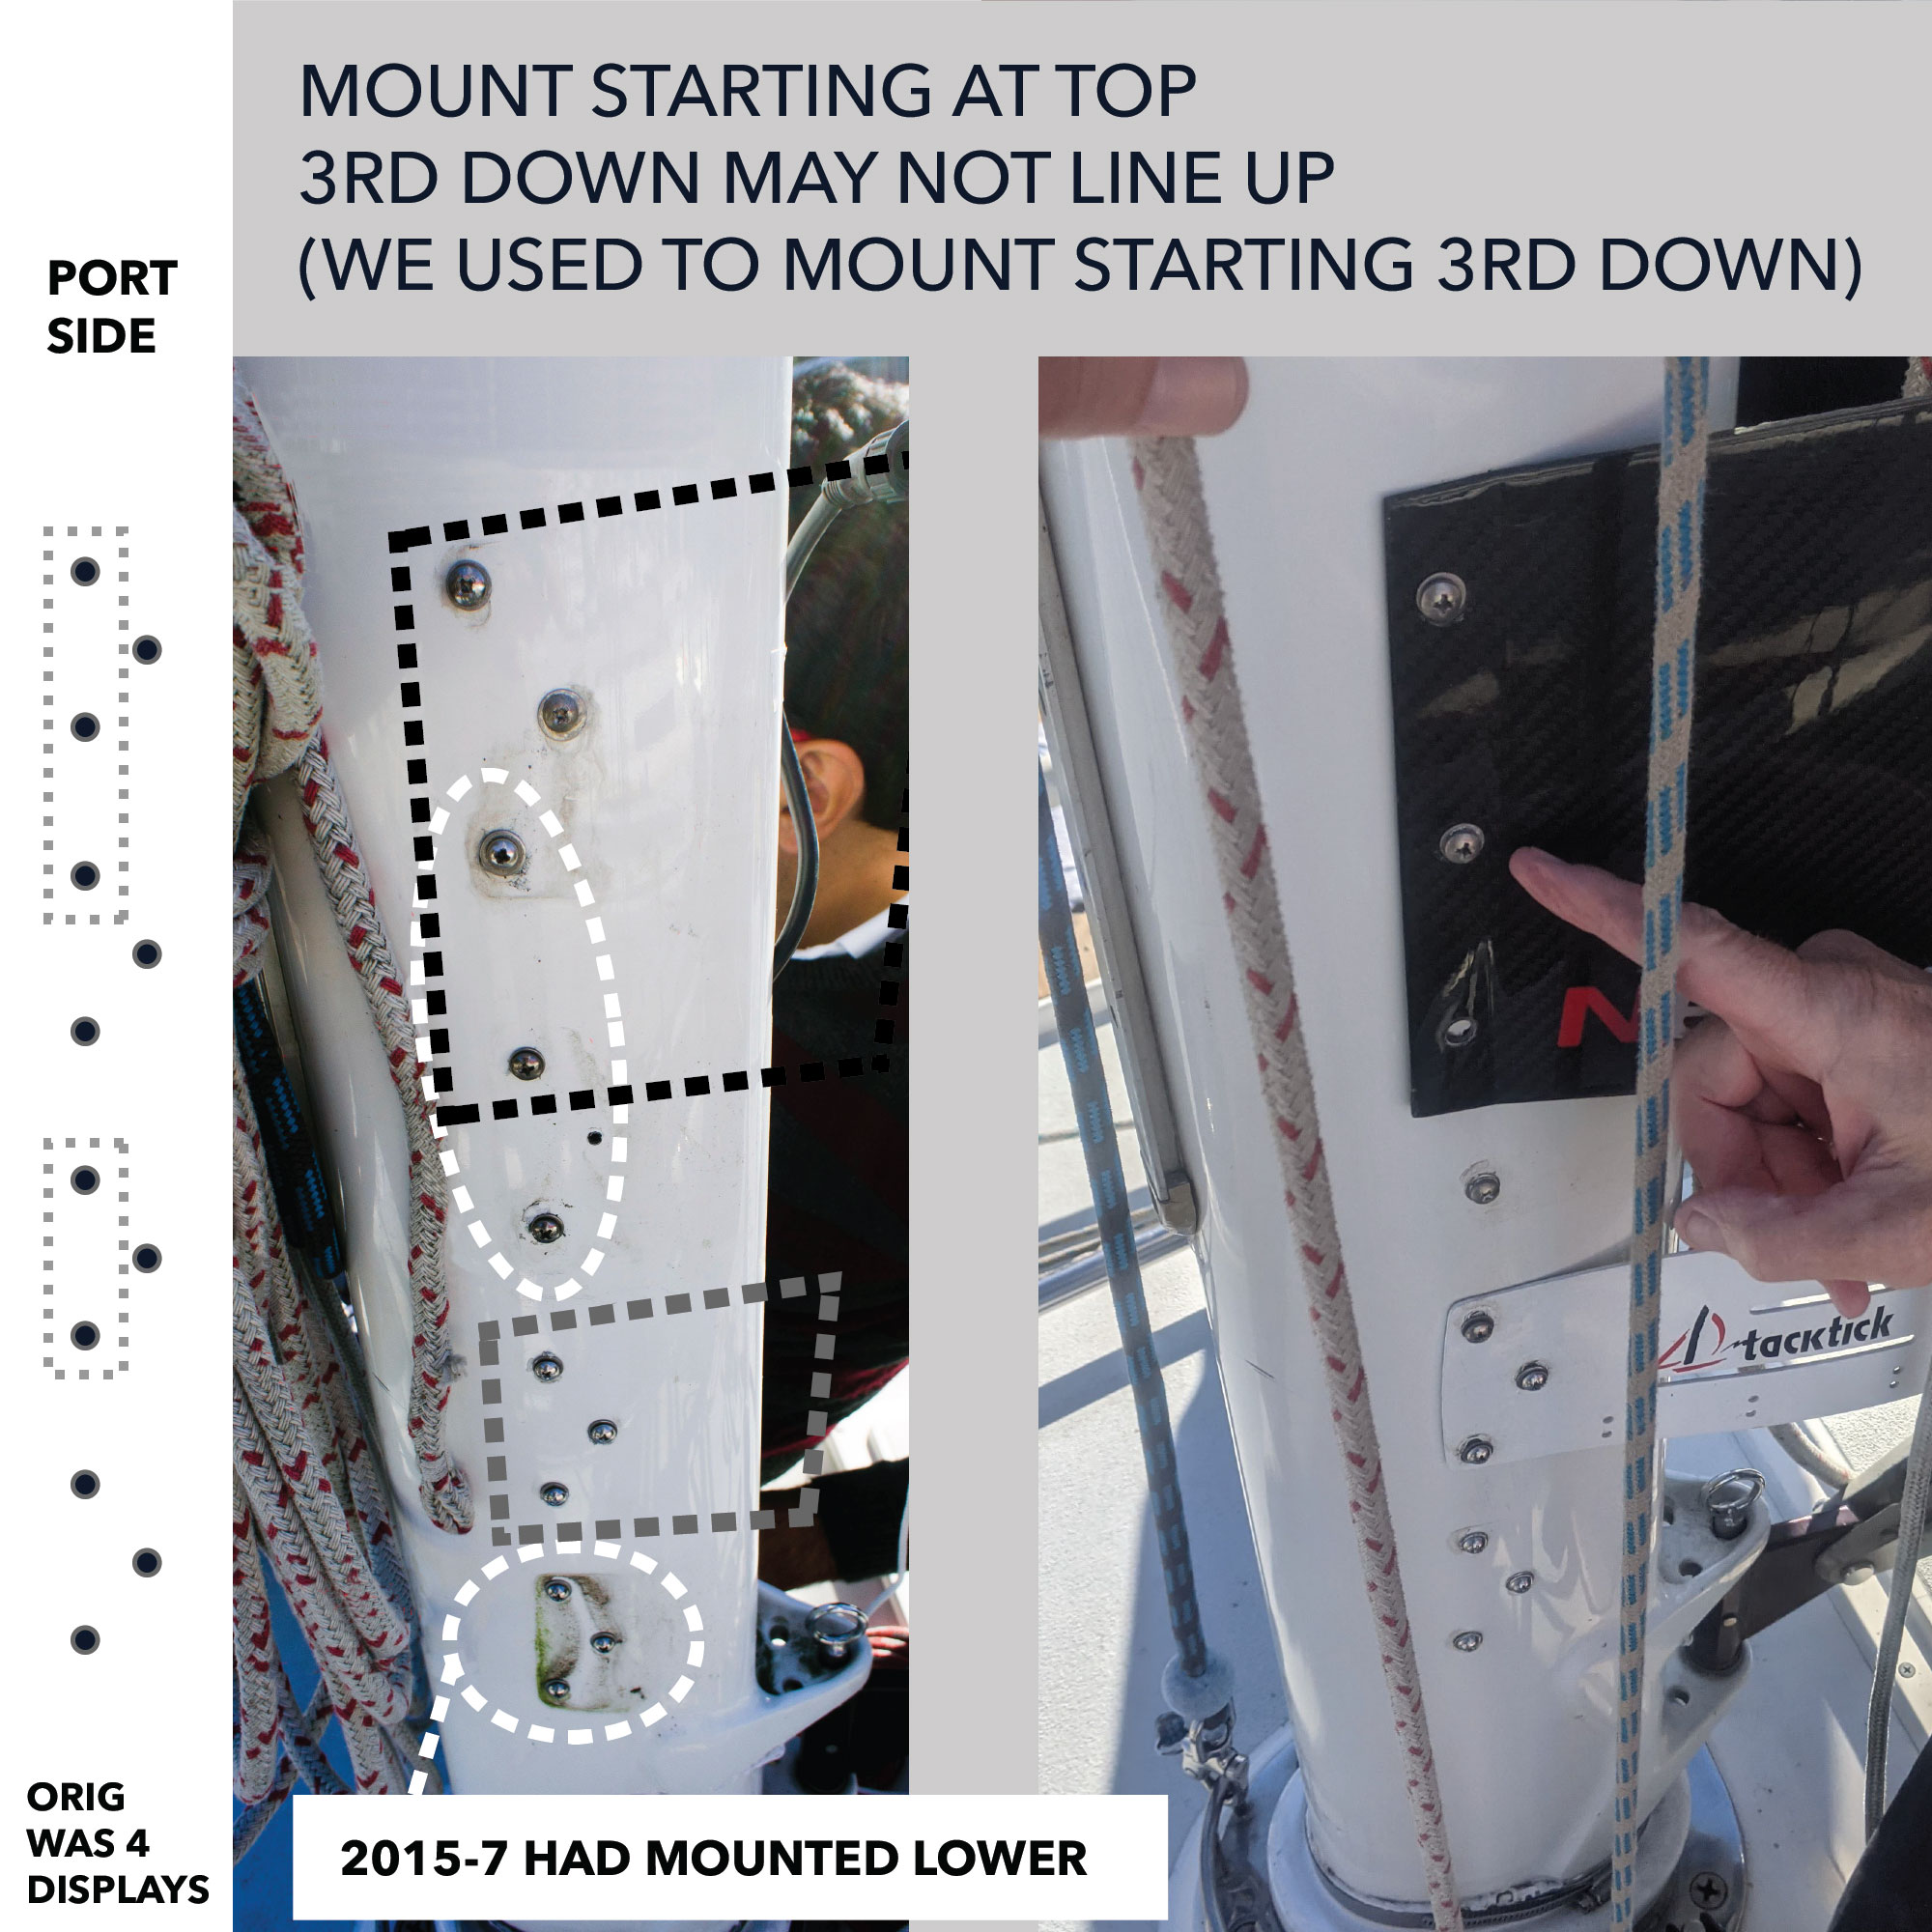 MOUNT STARTING AT TOP
3RD DOWN MAY NOT LINE UP
(WE USED TO MOUNT STARTING 3RD DOWN)
PORT
SIDE
tacktick
ORIG
WAS 4
DISPLAYS
2015-7 HAD MOUNTED LOWER